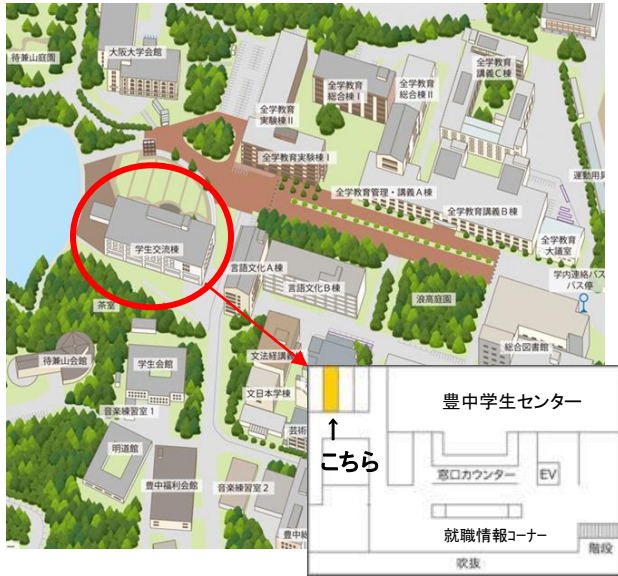 大阪大学会館
待兼山庭園
全学教育
総合棟Ⅰ
全学教育
総合棟Ⅱ
全学教育
講義C棟
全学教育
実験棟Ⅱ
全学教育実験棟Ⅰ
運動用具
全学教育管理・講義A棟
全学教育講義B棟
全学教育
大講室
学生交流棟
言語文化A棟
言語文化B棟
学内連絡バス
バス停
浪高庭園
茶室
総合図書館
文法経講義
待兼山会館
学生会館
文日本学棟
音楽練習室1
芸術
明道館
豊中福利会館
音楽練習室2
豊中総
豊中学生センター
こちら
窓口カウンター
EV
就職情報コーナー
階段
吹抜